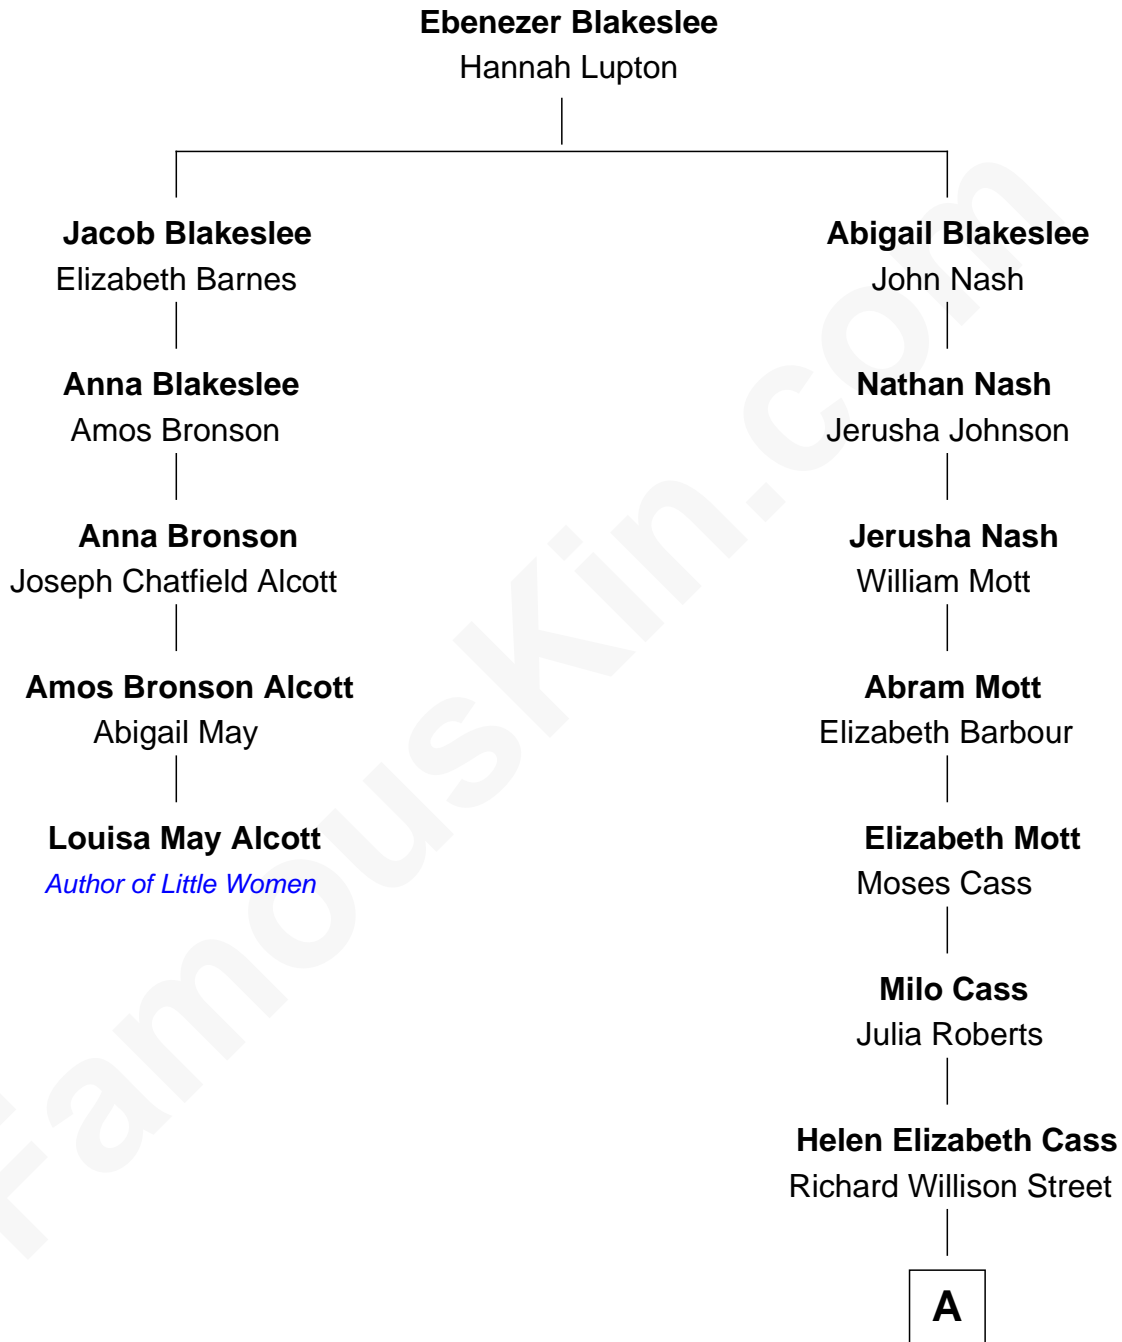 Ebenezer Blakeslee
Hannah Lupton
Jacob Blakeslee
Elizabeth Barnes
Anna Blakeslee
Amos Bronson
Anna Bronson
Joseph Chatfield Alcott
Amos Bronson Alcott
Abigail May
Louisa May Alcott
Author of Little Women
Abigail Blakeslee
John Nash
Nathan Nash
Jerusha Johnson
Jerusha Nash
William Mott
Abram Mott
Elizabeth Barbour
Elizabeth Mott
Moses Cass
Milo Cass
Julia Roberts
Helen Elizabeth Cass
Richard Willison Street
A
FamousKin.com